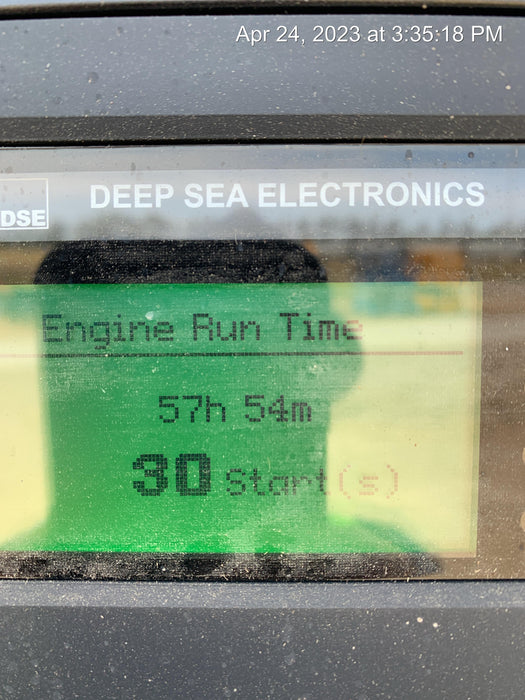 Apr 24, 2023 at 3:35:18 PM
DSE
DEEP SEA ELECTRONICS
Engine Run Time
57h 54m
30 Start(s)